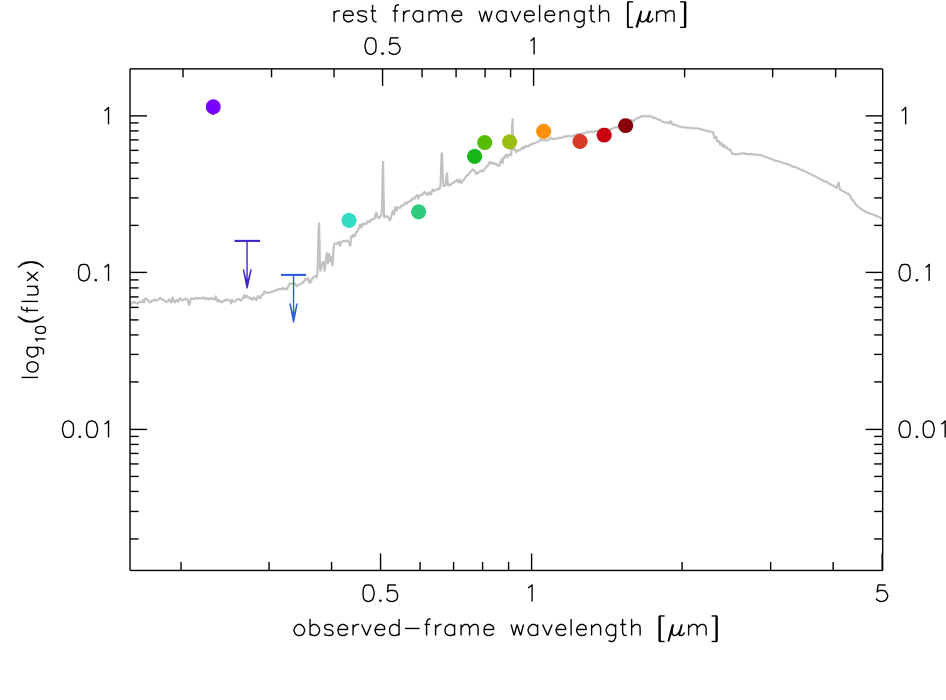 rest frame wavelength [μm]
0.5 1
1 1
0.1 0.1
0.01 0.01
log10(flux)
0.5 1 5
observed-frame wavelength [μm]